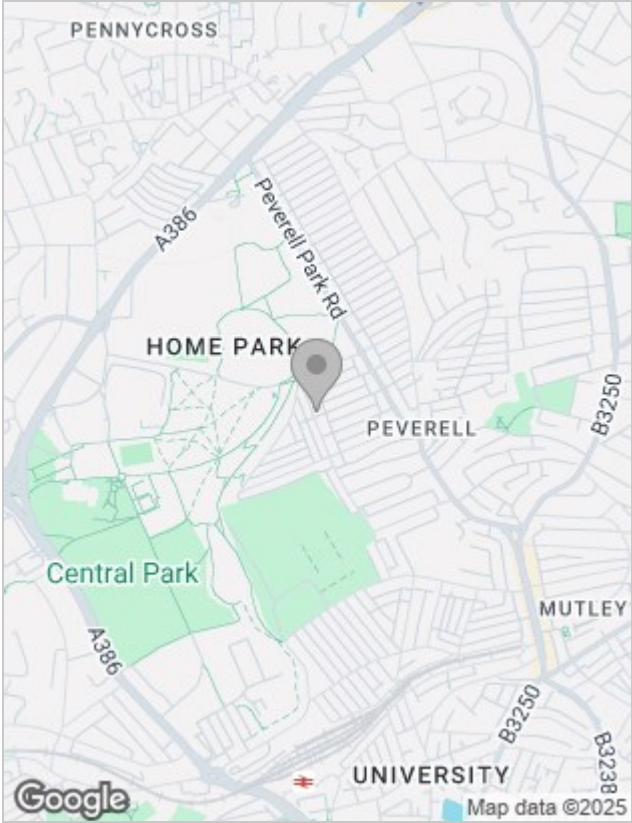 PENNYCROSS
A386
Peverell Park Rd
HOME PARK
B3250
PEVERELL
Central Park
MUTLEY
A386
B3250
B3238
UNIVERSITY
Google
Map data ©2025